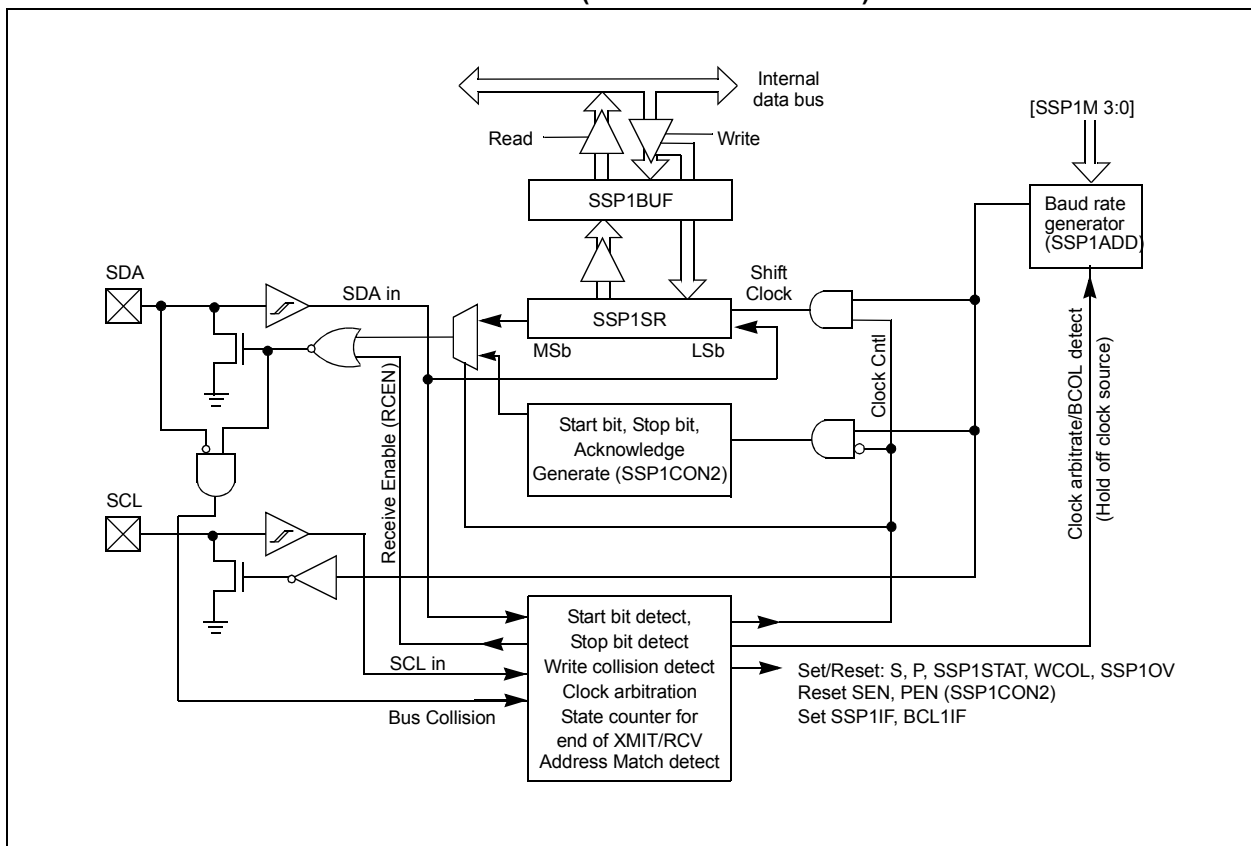 Internal
data bus
[SSP1M 3:0]
Read
Write
SSP1BUF
Baud rate
generator
(SSP1ADD)
SDA
SDA in
Shift
Clock
SSP1SR
MSb
LSb
Clock Cntl
Receive Enable (RCEN)
Start bit, Stop bit,
Acknowledge
Generate (SSP1CON2)
Clock arbitrate/BCOL detect
(Hold off clock source)
SCL
SCL in
Bus Collision
Start bit detect,
Stop bit detect
Write collision detect
Clock arbitration
State counter for
end of XMIT/RCV
Address Match detect
Set/Reset: S, P, SSP1STAT, WCOL, SSP1OV
Reset SEN, PEN (SSP1CON2)
Set SSP1IF, BCL1IF